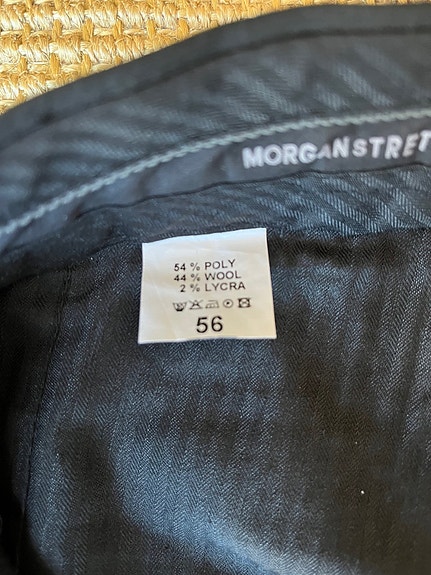 MORGANSTRET
54 % POLY
44 % WOOL
2 % LYCRA
56